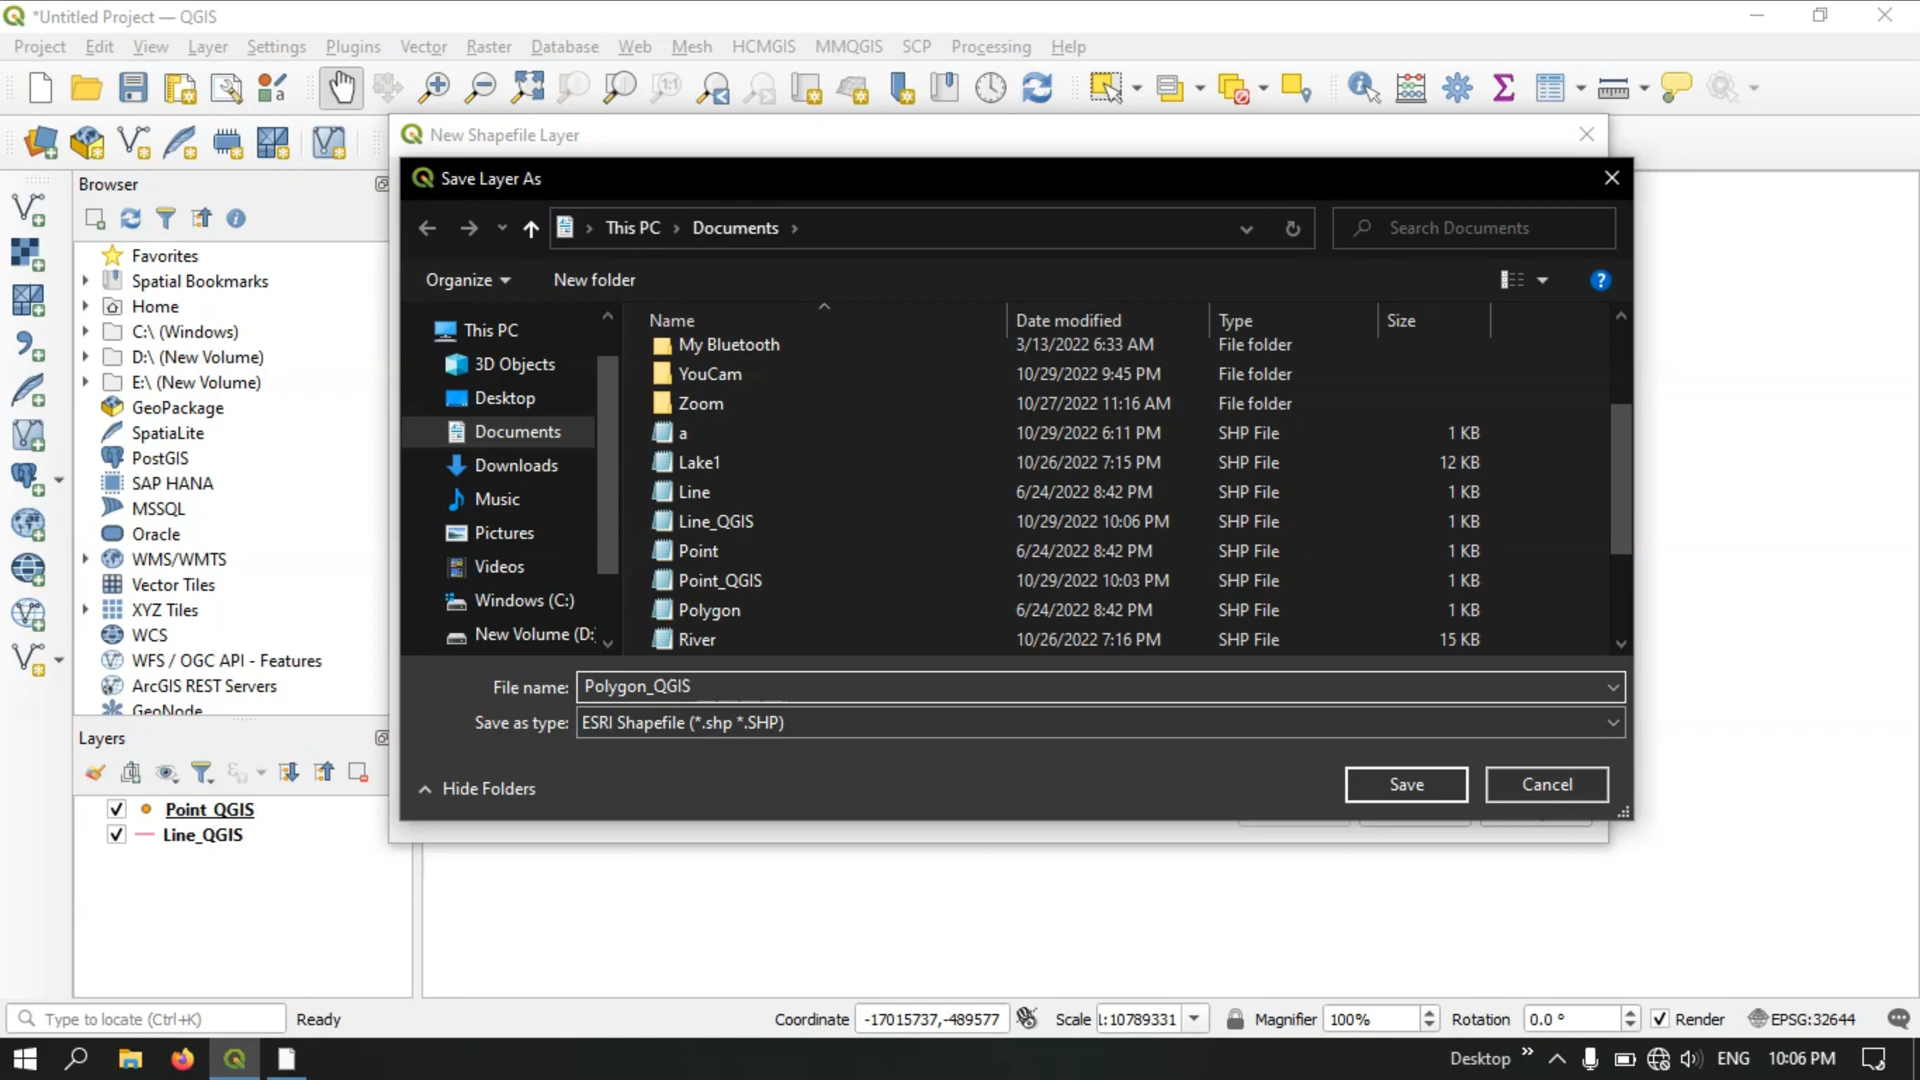 *Untitled Project — QGIS
Project Edit View Layer Settings Plugins Vector Raster Database Web Mesh HCMGIS MMQGIS SCP Processing Help
New Shapefile Layer
Save Layer As
This PC Documents
Search Documents
Organize New folder
Browser
Favorites
Spatial Bookmarks
Home
C:\ (Windows)
D:\ (New Volume)
E:\ (New Volume)
GeoPackage
SpatiaLite
PostGIS
SAP HANA
MSSQL
Oracle
WMS/WMTS
Vector Tiles
XYZ Tiles
WCS
WFS / OGC API - Features
ArcGIS REST Servers
GeoNode
This PC
3D Objects
Desktop
Documents
Downloads
Music
Pictures
Videos
Windows (C:)
New Volume (D:
Name Date modified Type Size
My Bluetooth 3/13/2022 6:33 AM File folder
YouCam 10/29/2022 9:45 PM File folder
Zoom 10/27/2022 11:16 AM File folder
a 10/29/2022 6:11 PM SHP File 1 KB
Lake1 10/26/2022 7:15 PM SHP File 12 KB
Line 6/24/2022 8:42 PM SHP File 1 KB
Line_QGIS 10/29/2022 10:06 PM SHP File 1 KB
Point 6/24/2022 8:42 PM SHP File 1 KB
Point_QGIS 10/29/2022 10:03 PM SHP File 1 KB
Polygon 6/24/2022 8:42 PM SHP File 1 KB
River 10/26/2022 7:16 PM SHP File 15 KB
File name: Polygon_QGIS
Save as type: ESRI Shapefile (*.shp *.SHP)
Hide Folders
Save Cancel
Layers
Point_QGIS
Line_QGIS
Type to locate (Ctrl+K) Ready
Coordinate -17015737,-489577 Scale 1:10789331 Magnifier 100% Rotation 0.0 ° Render EPSG:32644
Desktop ENG 10:06 PM